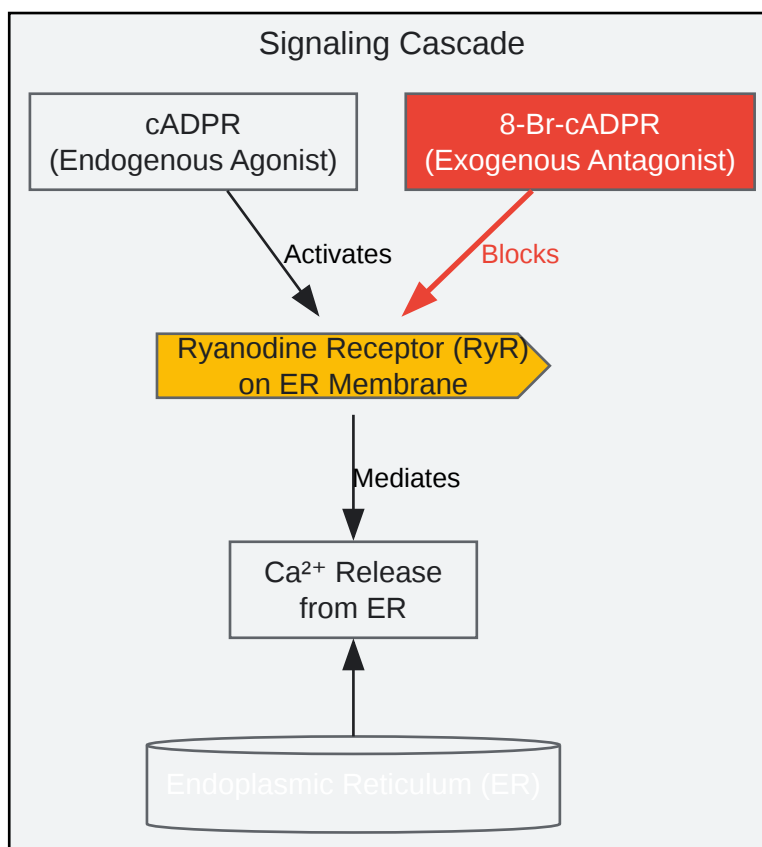 Signaling Cascade
cADPR
(Endogenous Agonist)
8-Br-cADPR
(Exogenous Antagonist)
Activates
Blocks
Ryanodine Receptor (RyR)
on ER Membrane
Mediates
Ca²⁺ Release
from ER
Endoplasmic Reticulum (ER)